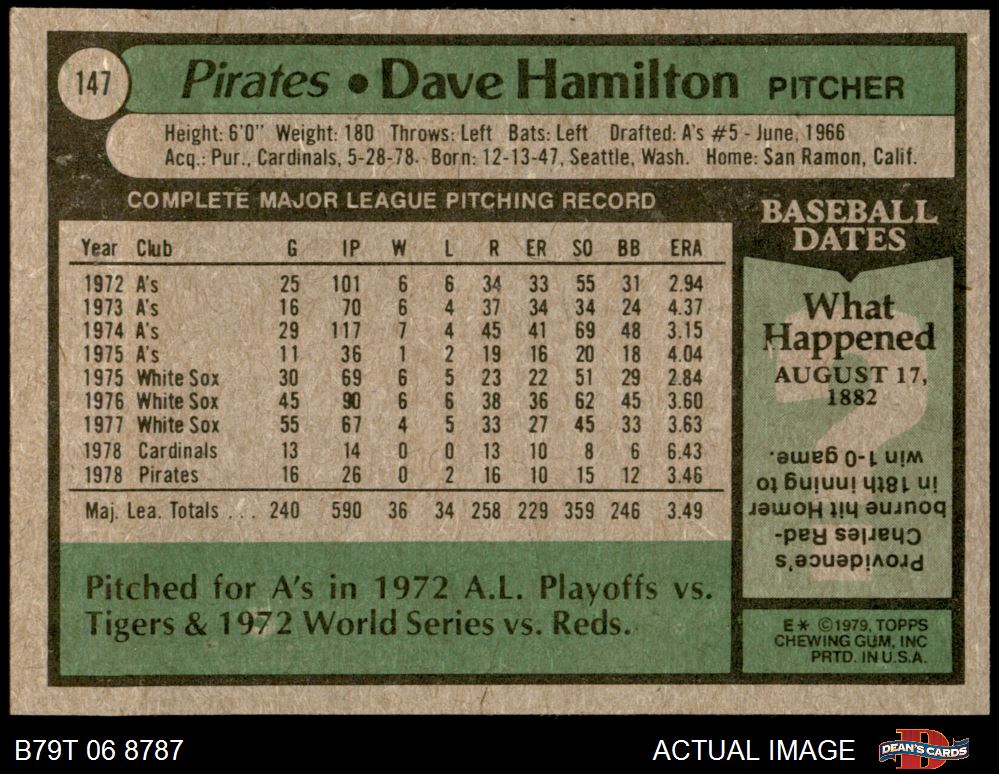 147 Pirates • Dave Hamilton PITCHER
Height: 6'0" Weight: 180 Throws: Left Bats: Left Drafted: A's #5 - June, 1966
Acq.: Pur., Cardinals, 5-28-78. Born: 12-13-47, Seattle, Wash. Home: San Ramon, Calif.
COMPLETE MAJOR LEAGUE PITCHING RECORD
Year Club G IP W L R ER SO BB ERA
1972 A's 25 101 6 6 34 33 55 31 2.94
1973 A's 16 70 6 4 37 34 34 24 4.37
1974 A's 29 117 7 4 45 41 69 48 3.15
1975 A's 11 36 1 2 19 16 20 18 4.04
1975 White Sox 30 69 6 5 23 22 51 29 2.84
1976 White Sox 45 90 6 6 38 36 62 45 3.60
1977 White Sox 55 67 4 5 33 27 45 33 3.63
1978 Cardinals 13 14 0 0 13 10 8 6 6.43
1978 Pirates 16 26 0 2 16 10 15 12 3.46
Maj. Lea. Totals . . . 240 590 36 34 258 229 359 246 3.49
Pitched for A's in 1972 A.L. Playoffs vs.
Tigers & 1972 World Series vs. Reds.
BASEBALL
DATES
What
Happened
AUGUST 17,
1882
Providence's
Charles Rad-
bourne hit Homer
in 18th inning to
win 1-0 game.
E* ©1979, TOPPS
CHEWING GUM, INC
PRTD. IN U.S.A.
B79T 06 8787
ACTUAL IMAGE
DEAN'S CARDS